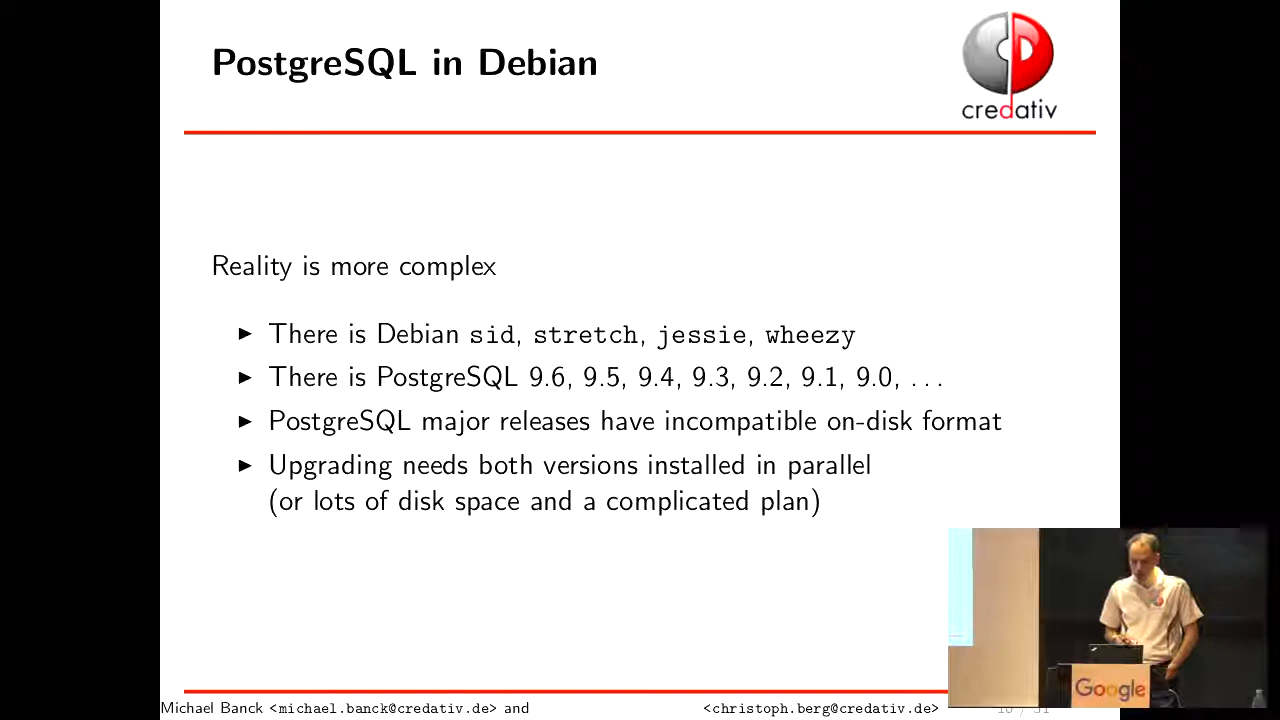 PostgreSQL in Debian
credativ
Reality is more complex
▶ There is Debian sid, stretch, jessie, wheezy
▶ There is PostgreSQL 9.6, 9.5, 9.4, 9.3, 9.2, 9.1, 9.0, . . .
▶ PostgreSQL major releases have incompatible on-disk format
▶ Upgrading needs both versions installed in parallel
(or lots of disk space and a complicated plan)
Google
Michael Banck <michael.banck@credativ.de> and <christoph.berg@credativ.de>